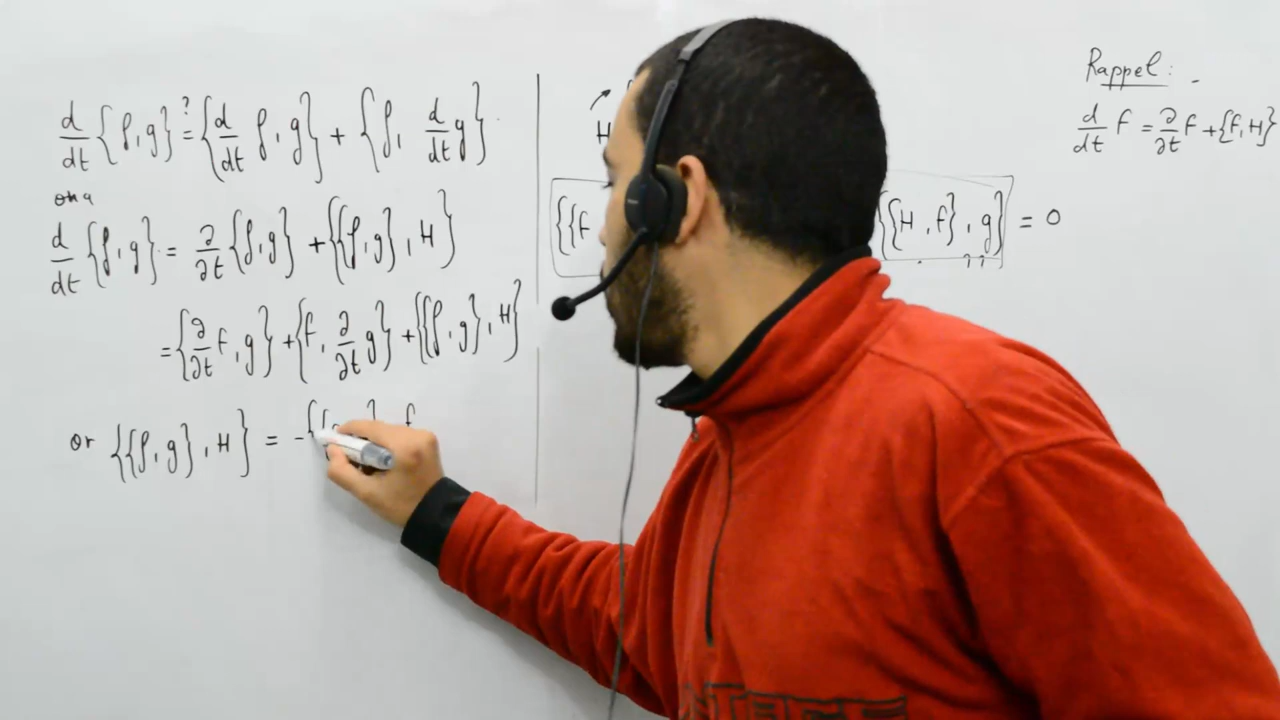 d/dt {f, g} ?= {d/dt f, g} + {f, d/dt g}
on a
d/dt {f, g} = ∂/∂t {f, g} + {{f, g}, H}
= {∂/∂t f, g} + {f, ∂/∂t g} + {{f, g}, H}
or {{f, g}, H} = -{{ } f
H
{{f {{H, f}, g} = 0
Rappel:
d/dt f = ∂/∂t f + {f, H}